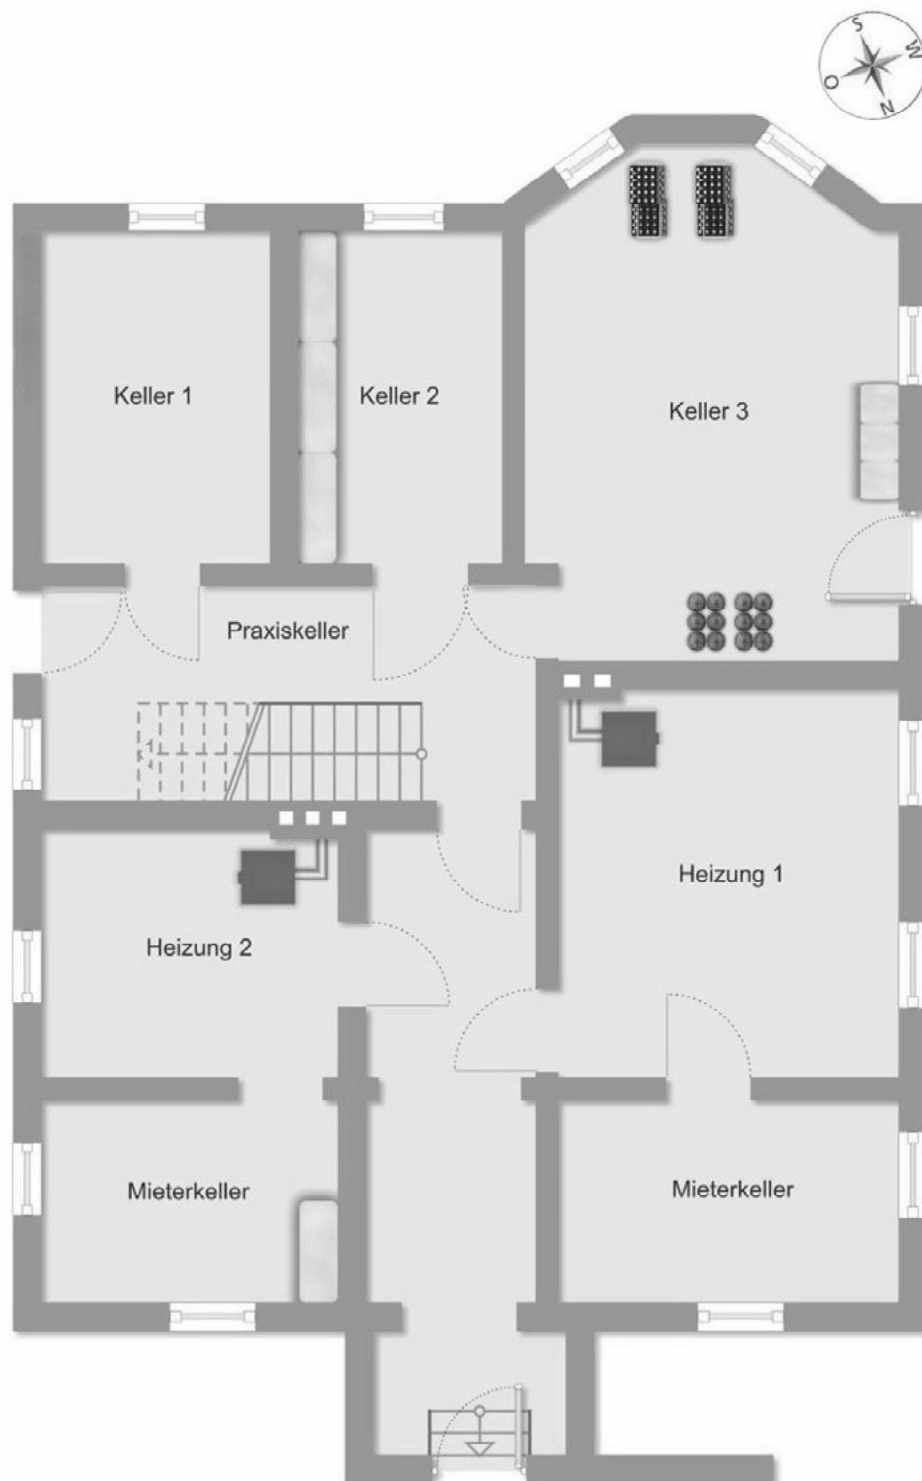 S
W
O
N
Keller 1
Keller 2
Keller 3
Praxiskeller
Heizung 1
Heizung 2
Mieterkeller
Mieterkeller